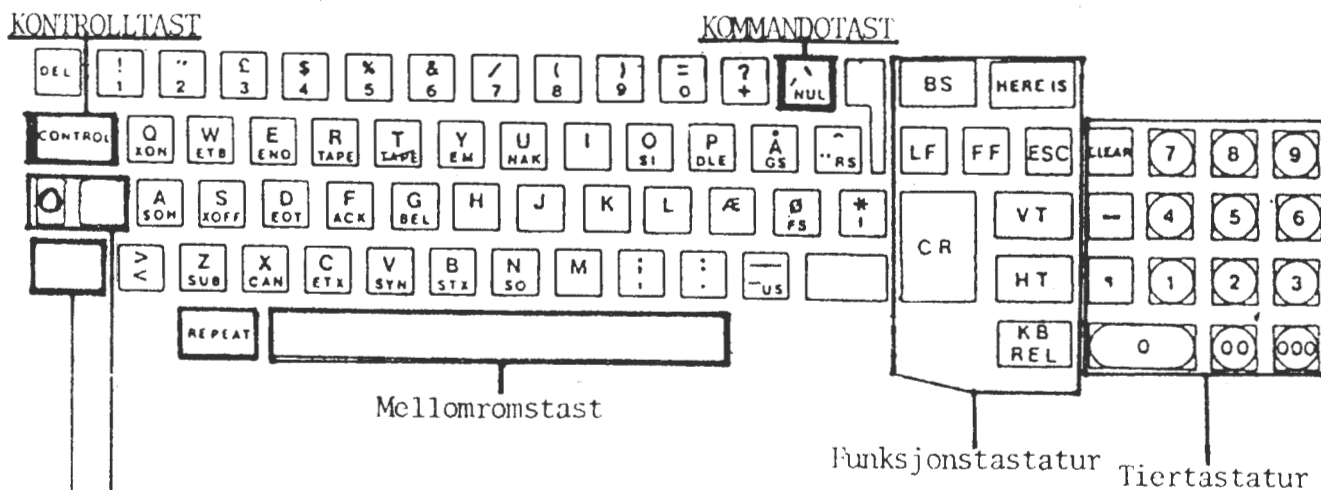 KONTROLLTAST KOMMANDOTAST
DEL ! 1 " 2 £ 3 $ 4 % 5 & 6 / 7 ( 8 ) 9 = 0 ? + NUL BS HERE IS
CONTROL Q XON W ETB E ENO R TAPE T TAPE Y EM U NAK I O SI P DLE Å GS ^ ¨ RS LF FF ESC CLEAR 7 8 9
A SOH S XOFF D EOT F ACK G BEL H J K L Æ Ø FS * ' CR VT — 4 5 6
> < Z SUB X CAN C ETX V SYN B STX N SO M ; , : . — US HT , 1 2 3
REPEAT KB REL 0 00 000
Mellomromstast
Funksjonstastatur
Tiertastatur